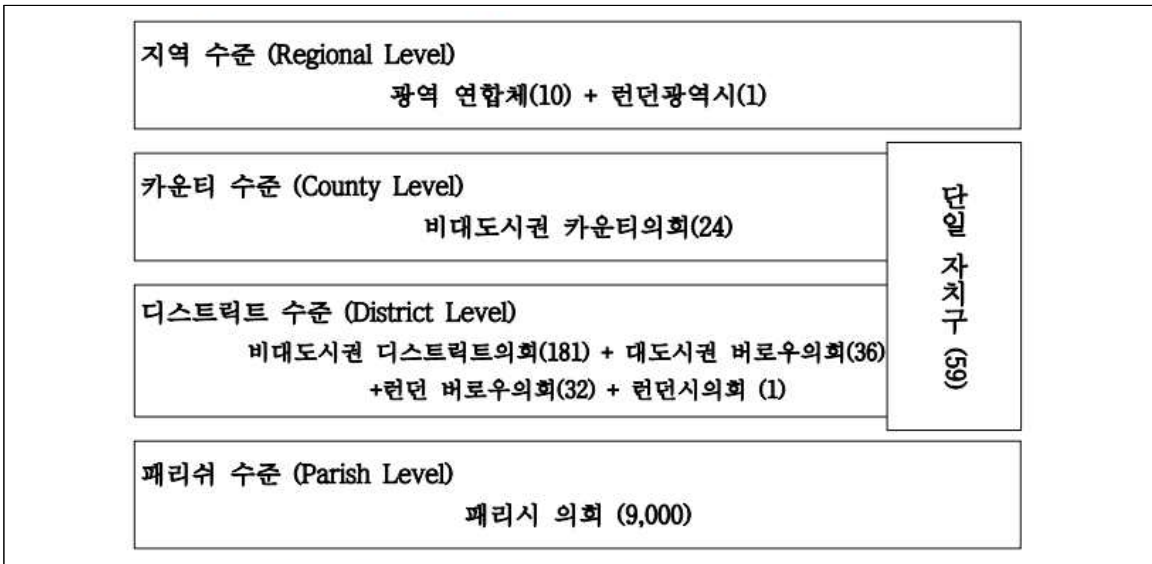 지역 수준 (Regional Level)
광역 연합체(10) + 런던광역시(1)
카운티 수준 (County Level)
비대도시권 카운티의회(24)
단일 자치구 (59)
디스트릭트 수준 (District Level)
비대도시권 디스트릭트의회(181) + 대도시권 버로우의회(36)
+런던 버로우의회(32) + 런던시의회 (1)
패리쉬 수준 (Parish Level)
패리시 의회 (9,000)